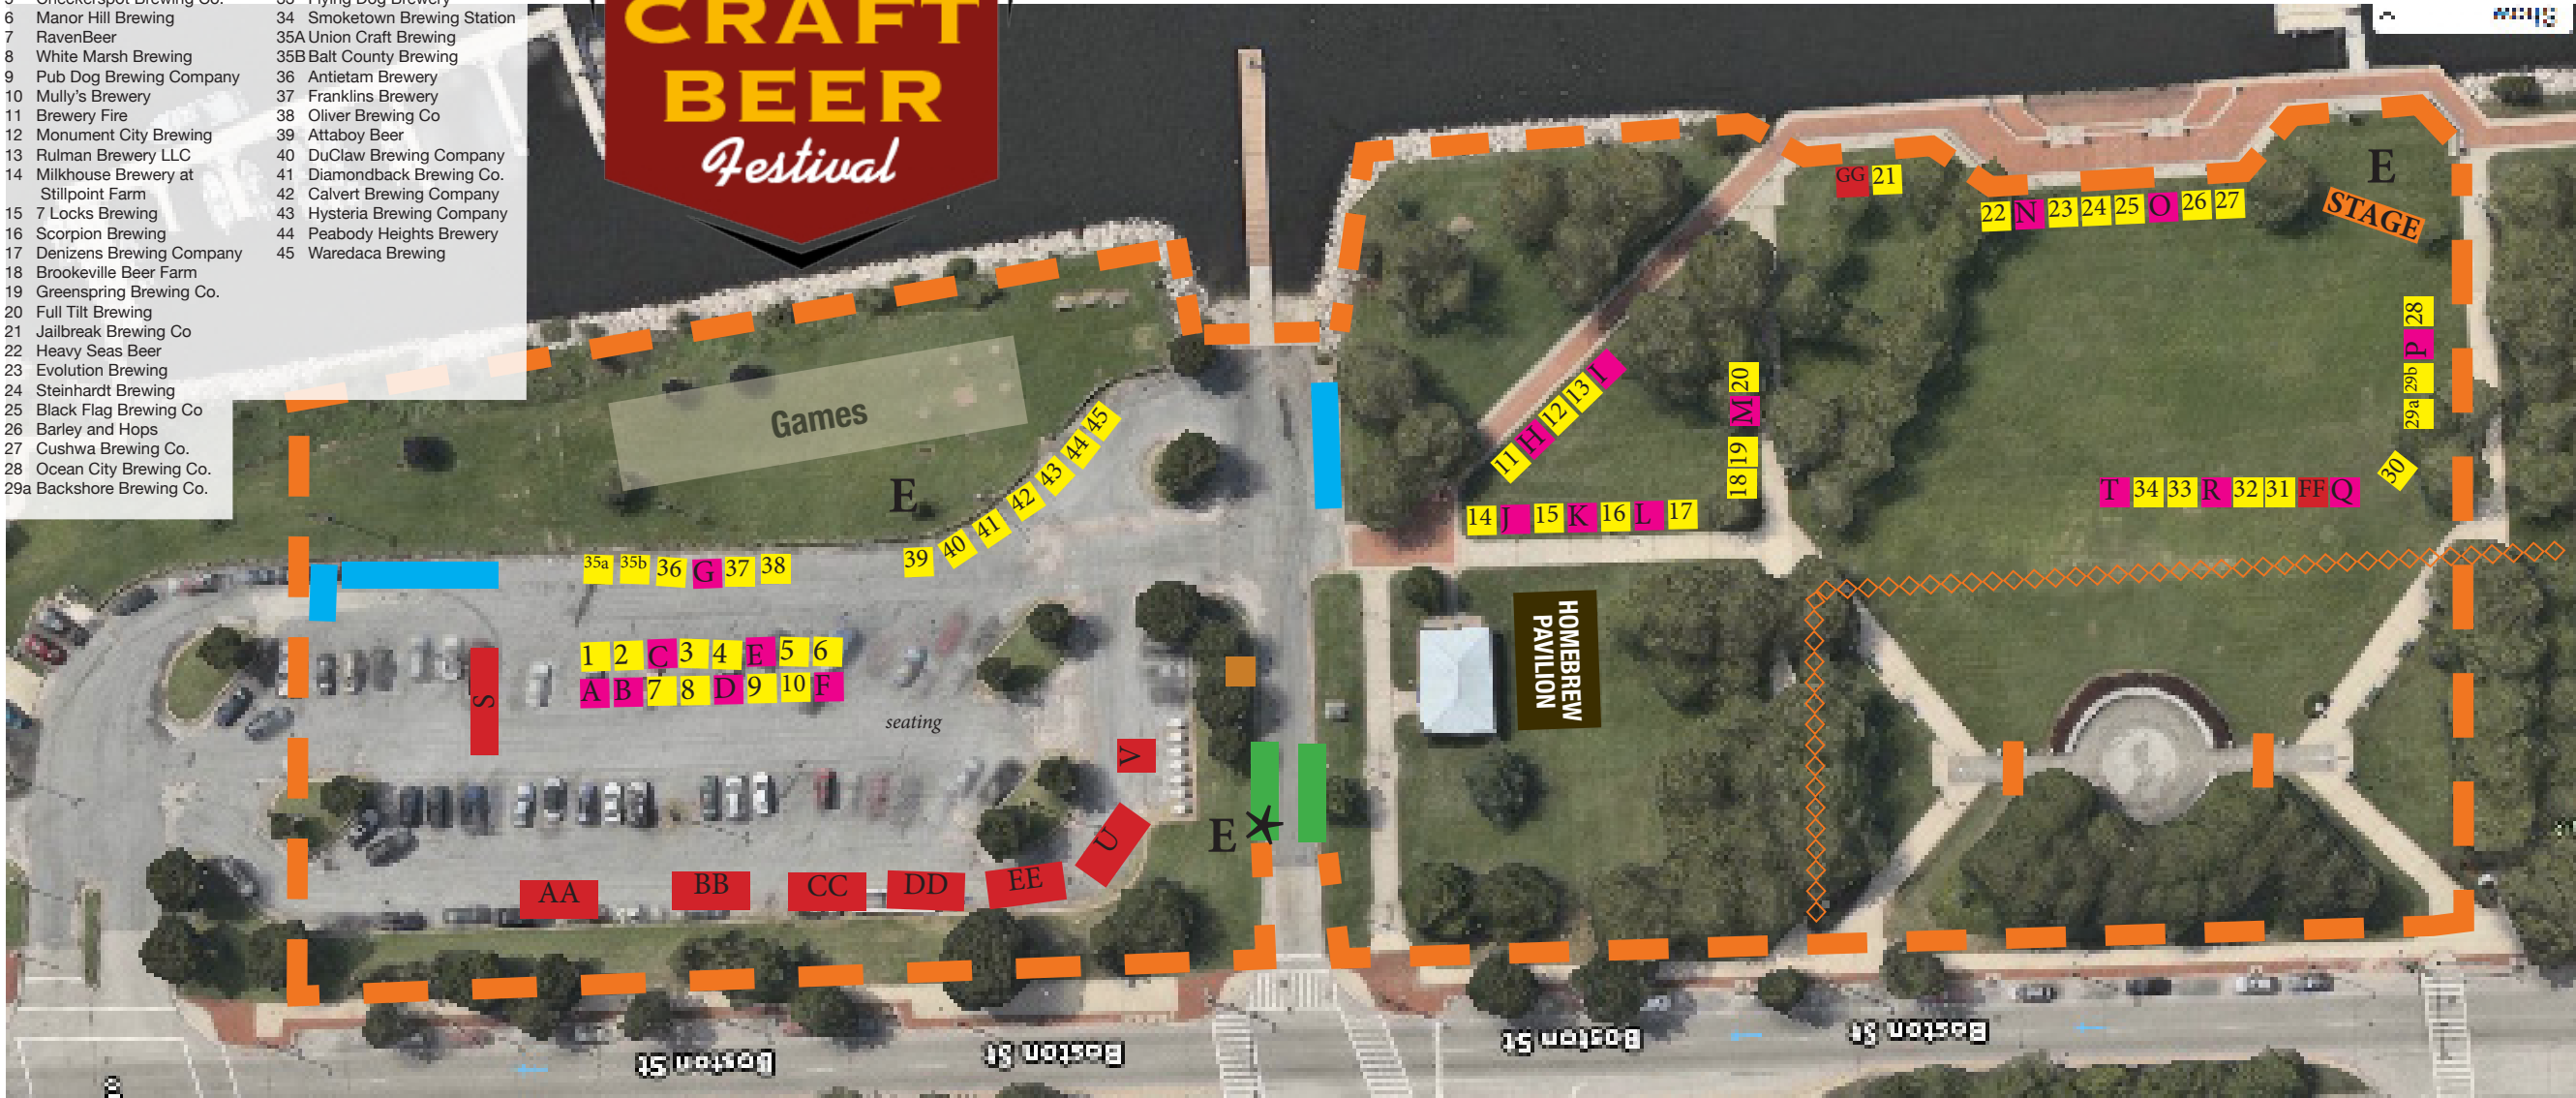 6 Manor Hill Brewing
7 RavenBeer
8 White Marsh Brewing
9 Pub Dog Brewing Company
10 Mully's Brewery
11 Brewery Fire
12 Monument City Brewing
13 Rulman Brewery LLC
14 Milkhouse Brewery at
Stillpoint Farm
15 7 Locks Brewing
16 Scorpion Brewing
17 Denizens Brewing Company
18 Brookeville Beer Farm
19 Greenspring Brewing Co.
20 Full Tilt Brewing
21 Jailbreak Brewing Co
22 Heavy Seas Beer
23 Evolution Brewing
24 Steinhardt Brewing
25 Black Flag Brewing Co
26 Barley and Hops
27 Cushwa Brewing Co.
28 Ocean City Brewing Co.
29a Backshore Brewing Co.
34 Smoketown Brewing Station
35A Union Craft Brewing
35B Balt County Brewing
36 Antietam Brewery
37 Franklins Brewery
38 Oliver Brewing Co
39 Attaboy Beer
40 DuClaw Brewing Company
41 Diamondback Brewing Co.
42 Calvert Brewing Company
43 Hysteria Brewing Company
44 Peabody Heights Brewery
45 Waredaca Brewing
CRAFT
BEER
Festival
GG 21
22 N 23 24 25 O 26 27
E
STAGE
28
P
29b
29a
30
T 34 33 R 32 31 FF Q
11 H 12 13 I
20
M
19
18
14 J 15 K 16 L 17
Games
E
39 40 41 42 43 44 45
35a 35b 36 G 37 38
1 2 C 3 4 E 5 6
A B 7 8 D 9 10 F
S
seating
V
U
E
AA BB CC DD EE
HOMEBREW
PAVILION
Boston St
Boston St
Boston St
Boston St